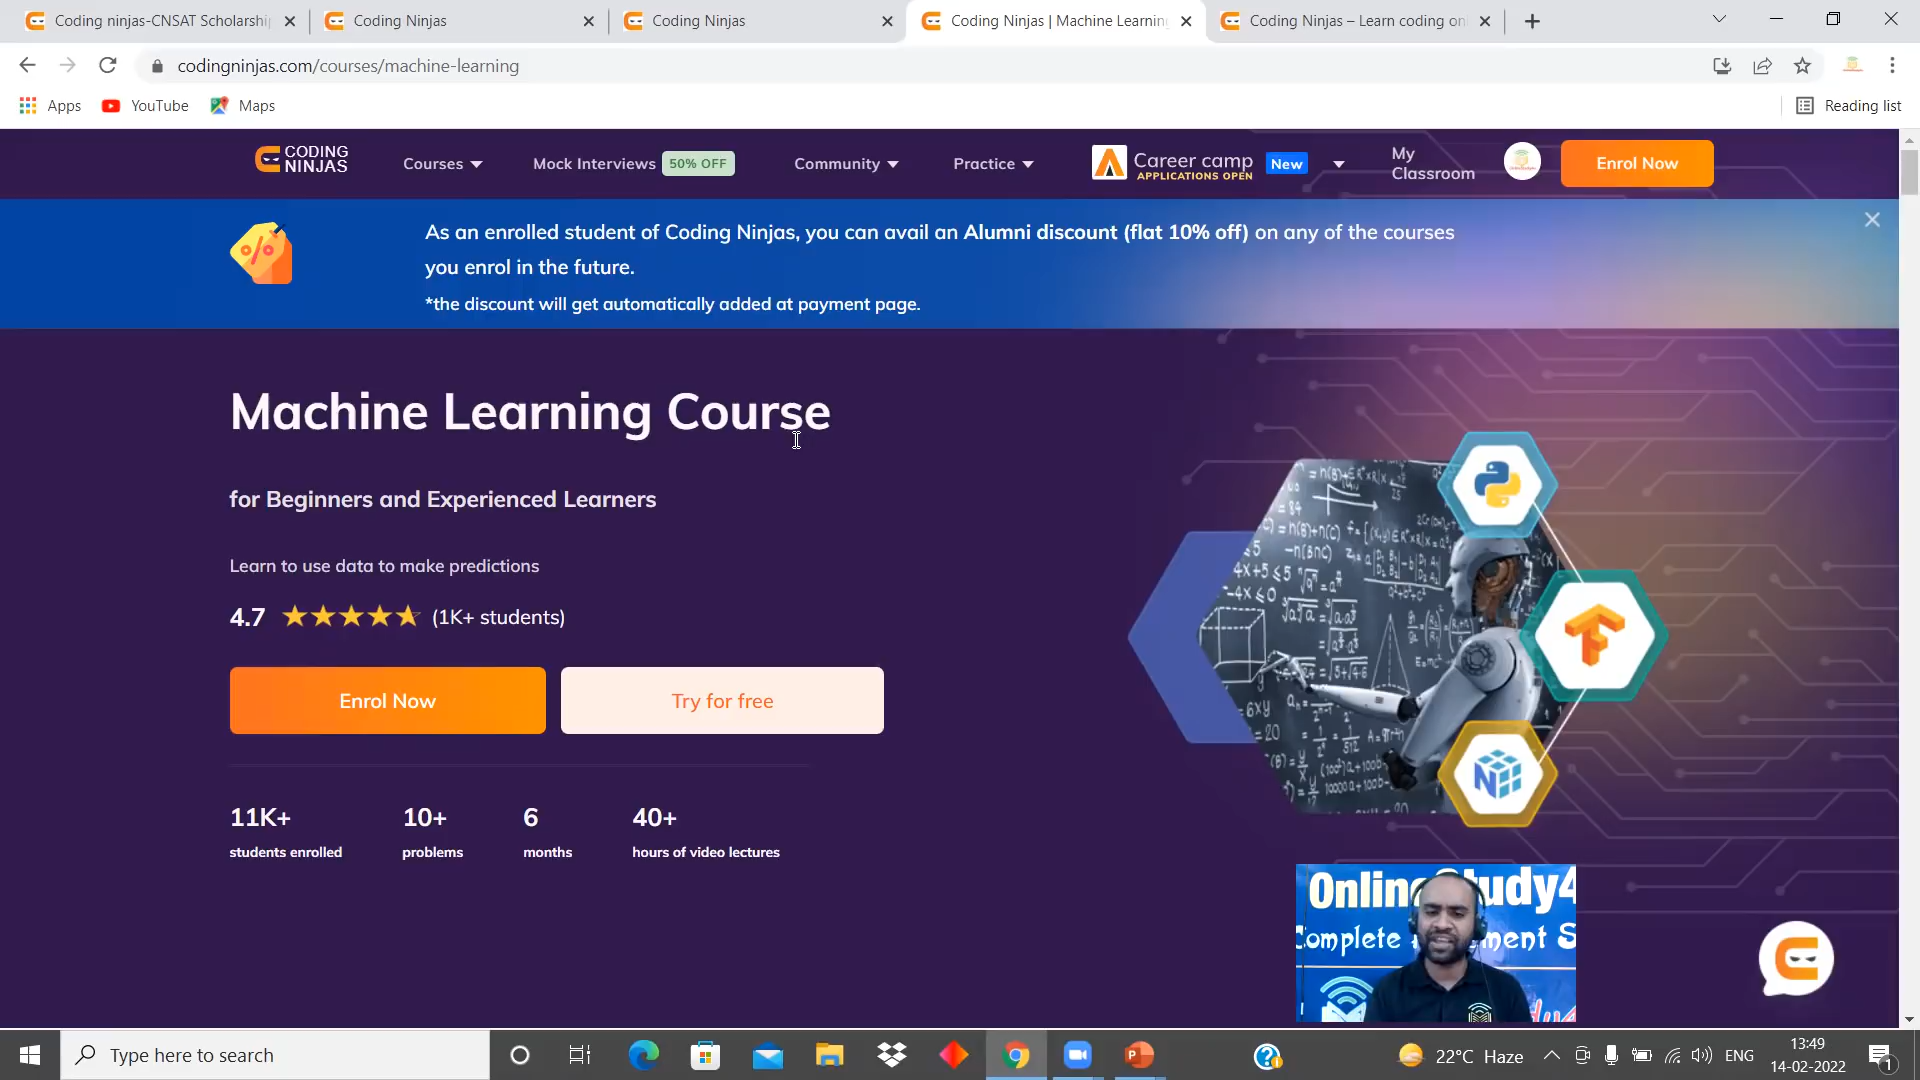 Coding ninjas-CNSAT Scholarshi
Coding Ninjas
Coding Ninjas
Coding Ninjas | Machine Learning
Coding Ninjas – Learn coding on
codingninjas.com/courses/machine-learning
Apps
YouTube
Maps
Reading list
CODING
NINJAS
Courses
Mock Interviews
50% OFF
Community
Practice
Career camp
APPLICATIONS OPEN
New
My
Classroom
Enrol Now
As an enrolled student of Coding Ninjas, you can avail an Alumni discount (flat 10% off) on any of the courses
you enrol in the future.
*the discount will get automatically added at payment page.
Machine Learning Course
for Beginners and Experienced Learners
Learn to use data to make predictions
4.7
(1K+ students)
Enrol Now
Try for free
11K+
students enrolled
10+
problems
6
months
40+
hours of video lectures
Type here to search
22°C Haze
ENG
13:49
14-02-2022
1